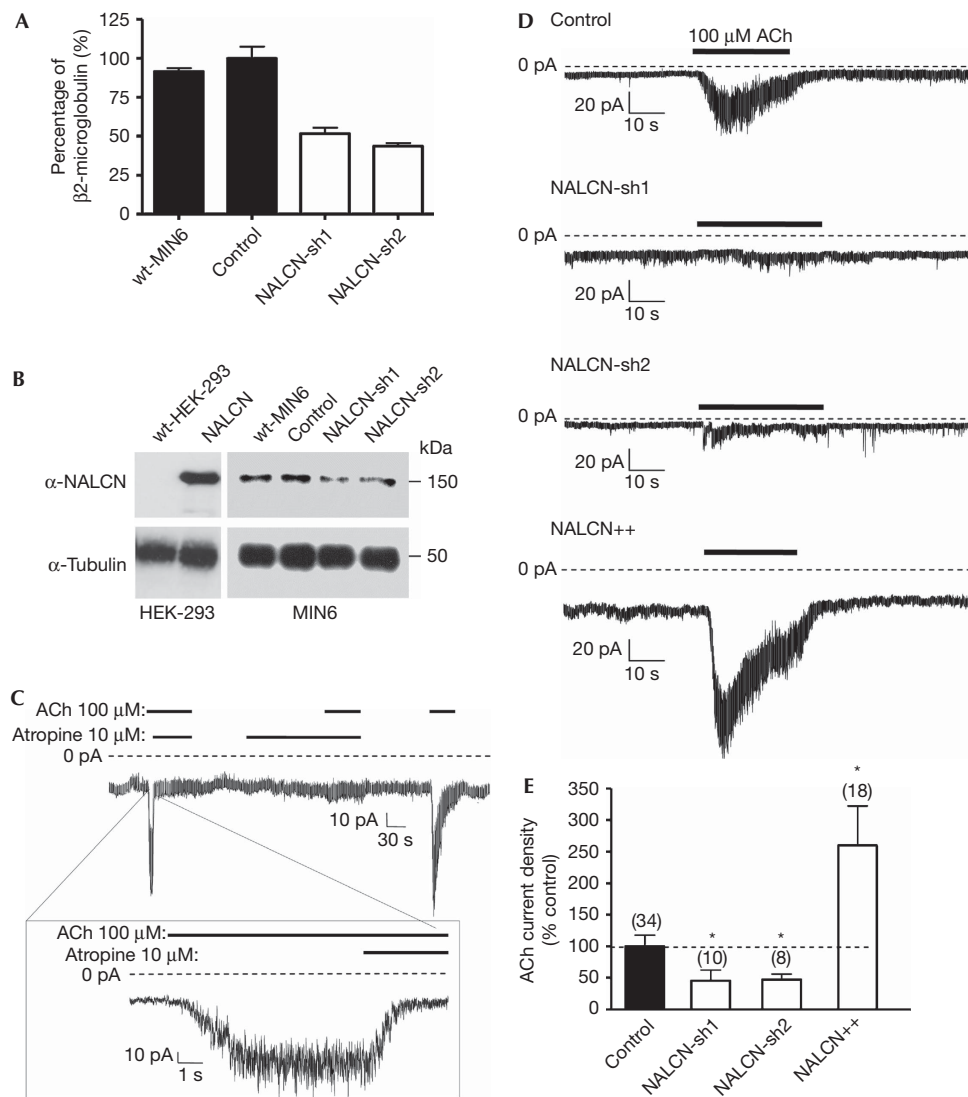 A
Percentage of
β2-microglobulin (%)
125
100
75
50
25
0
wt-MIN6
Control
NALCN-sh1
NALCN-sh2
B
wt-HEK-293
NALCN
wt-MIN6
Control
NALCN-sh1
NALCN-sh2
kDa
α-NALCN
150
α-Tubulin
50
HEK-293
MIN6
C
ACh 100 μM:
Atropine 10 μM:
0 pA
10 pA
30 s
ACh 100 μM:
Atropine 10 μM:
0 pA
10 pA
1 s
D
Control
100 μM ACh
0 pA
20 pA
10 s
NALCN-sh1
0 pA
20 pA
10 s
NALCN-sh2
0 pA
20 pA
10 s
NALCN++
0 pA
20 pA
10 s
E
ACh current density
(% control)
350
300
250
200
150
100
50
0
(34)
*
(10)
*
(8)
*
(18)
Control
NALCN-sh1
NALCN-sh2
NALCN++